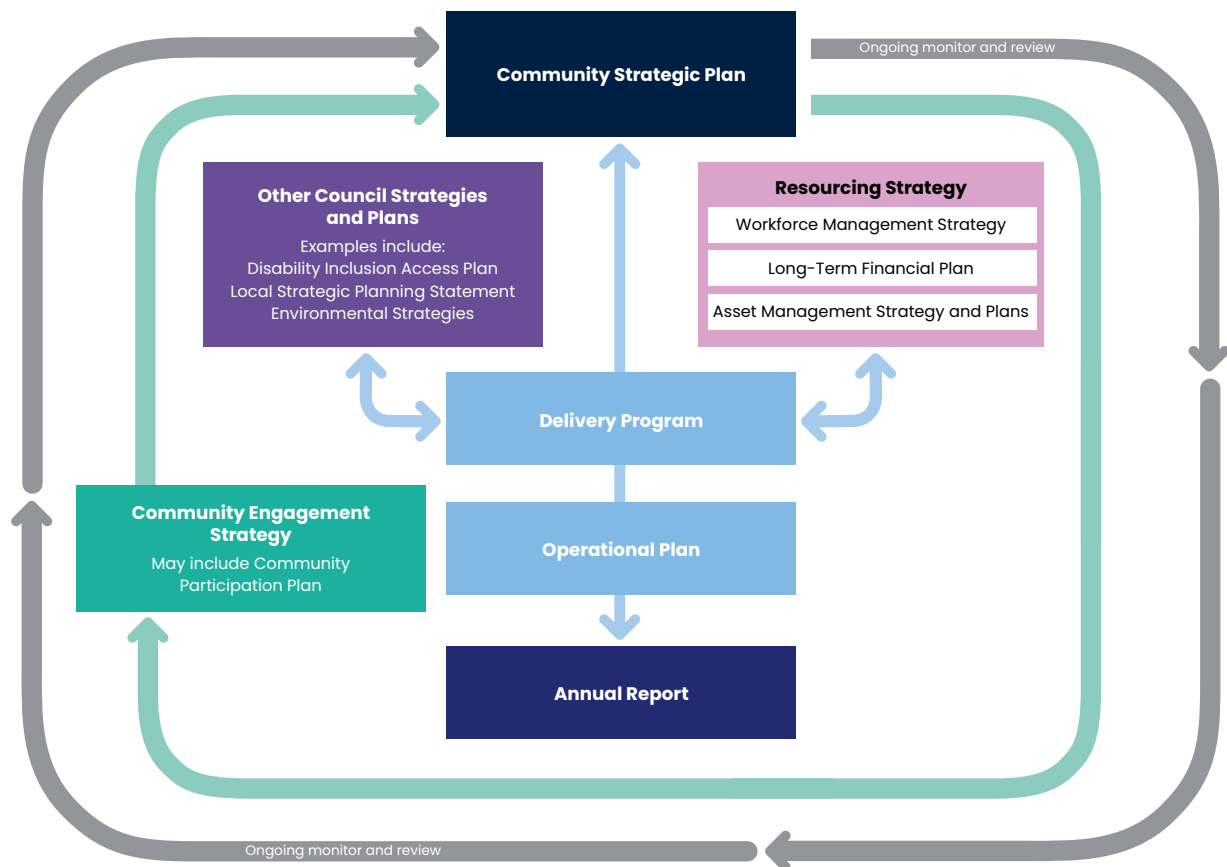 Community Strategic Plan
Ongoing monitor and review
Other Council Strategies
and Plans
Examples include:
Disability Inclusion Access Plan
Local Strategic Planning Statement
Environmental Strategies
Resourcing Strategy
Workforce Management Strategy
Long-Term Financial Plan
Asset Management Strategy and Plans
Delivery Program
Community Engagement
Strategy
May include Community
Participation Plan
Operational Plan
Annual Report
Ongoing monitor and review